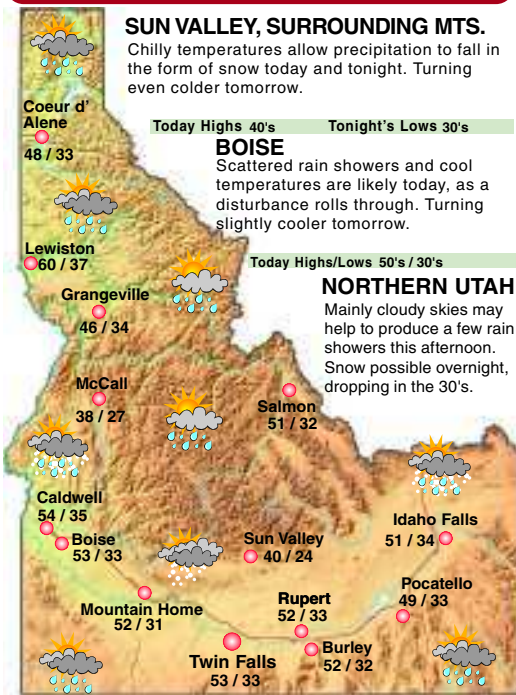 SUN VALLEY, SURROUNDING MTS.
Chilly temperatures allow precipitation to fall in
the form of snow today and tonight. Turning
even colder tomorrow.
Today Highs 40's Tonight's Lows 30's
BOISE
Scattered rain showers and cool
temperatures are likely today, as a
disturbance rolls through. Turning
slightly cooler tomorrow.
Today Highs/Lows 50's / 30's
NORTHERN UTAH
Mainly cloudy skies may
help to produce a few rain
showers this afternoon.
Snow possible overnight,
dropping in the 30's.
Coeur d'
Alene
48 / 33
Lewiston
60 / 37
Grangeville
46 / 34
McCall
38 / 27
Salmon
51 / 32
Caldwell
54 / 35
Boise
53 / 33
Sun Valley
40 / 24
Idaho Falls
51 / 34
Pocatello
49 / 33
Mountain Home
52 / 31
Rupert
52 / 33
Burley
52 / 32
Twin Falls
53 / 33